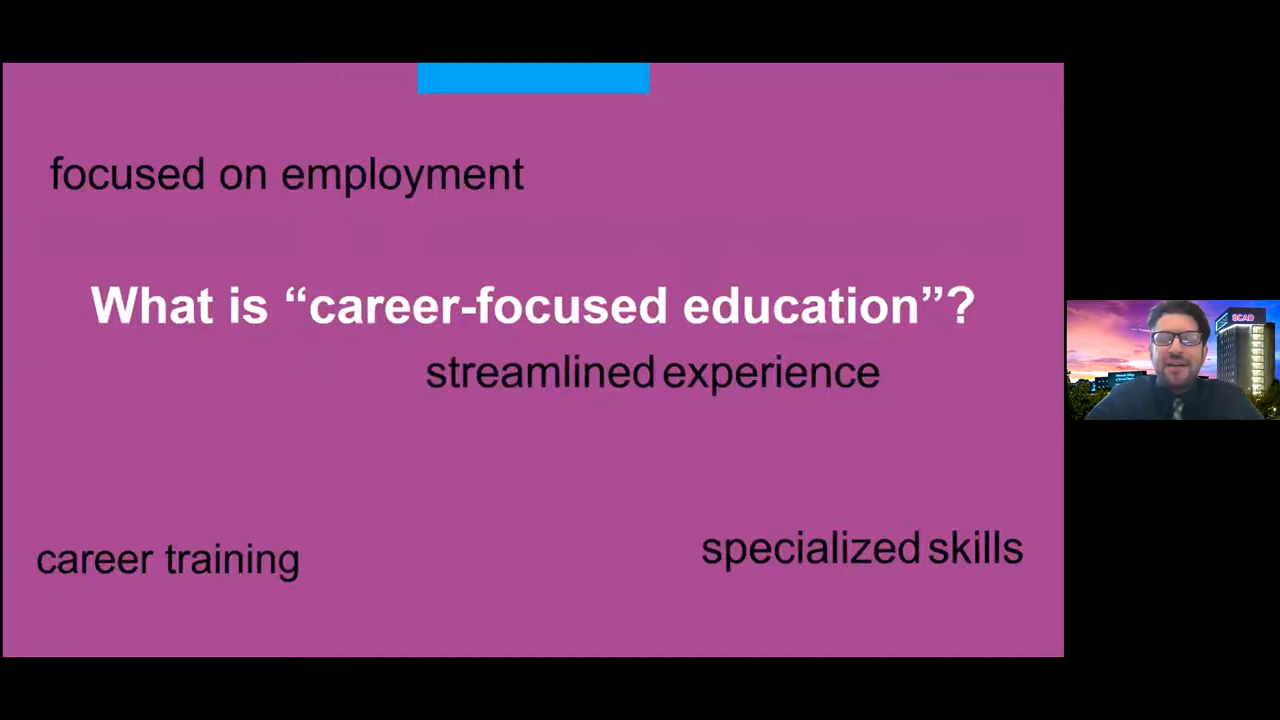 focused on employment
What is “career-focused education”?
streamlined experience
career training
specialized skills
SCAD